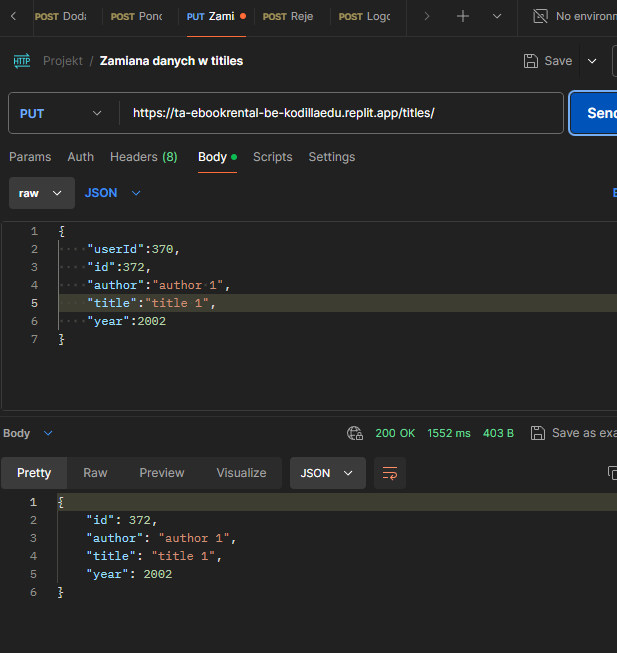 POST Doda POST Pono PUT Zami POST Reje POST Logo No environm
HTTP Projekt / Zamiana danych w titiles Save
PUT https://ta-ebookrental-be-kodillaedu.replit.app/titles/ Send
Params Auth Headers (8) Body Scripts Settings
raw JSON
1 {
2 "userId":370,
3 "id":372,
4 "author":"author 1",
5 "title":"title 1",
6 "year":2002
7 }
Body 200 OK 1552 ms 403 B Save as exa
Pretty Raw Preview Visualize JSON
1 {
2 "id": 372,
3 "author": "author 1",
4 "title": "title 1",
5 "year": 2002
6 }